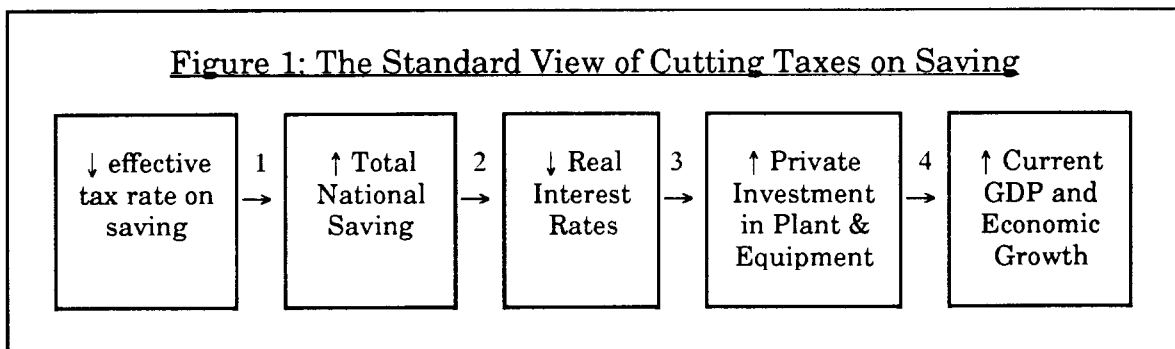 Figure 1: The Standard View of Cutting Taxes on Saving
↓ effective
tax rate on
saving
1
→
↑ Total
National
Saving
2
→
↓ Real
Interest
Rates
3
→
↑ Private
Investment
in Plant &
Equipment
4
→
↑ Current
GDP and
Economic
Growth